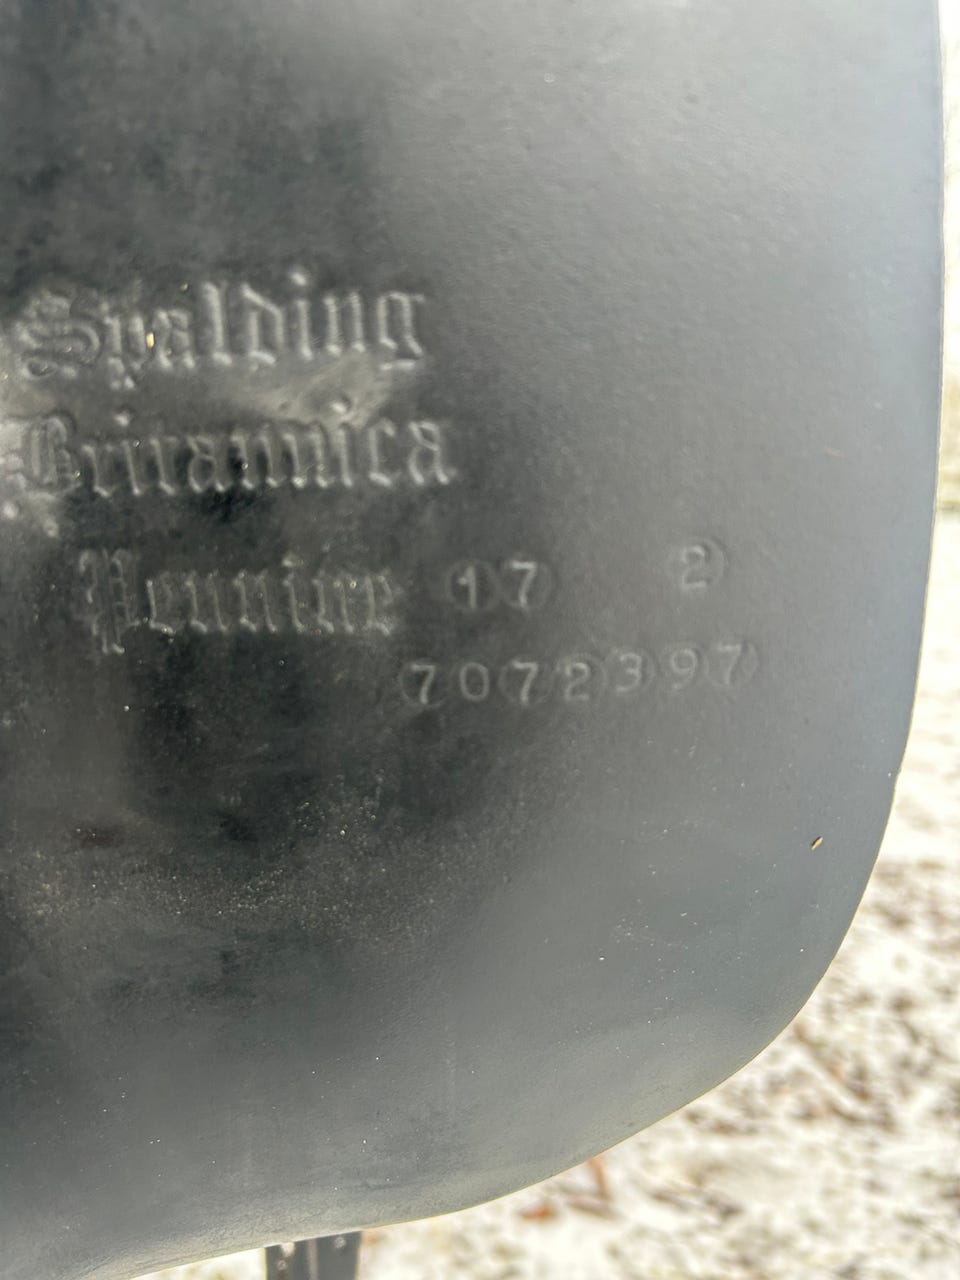 Spalding
Britannica
Pennine 17 2
7072397